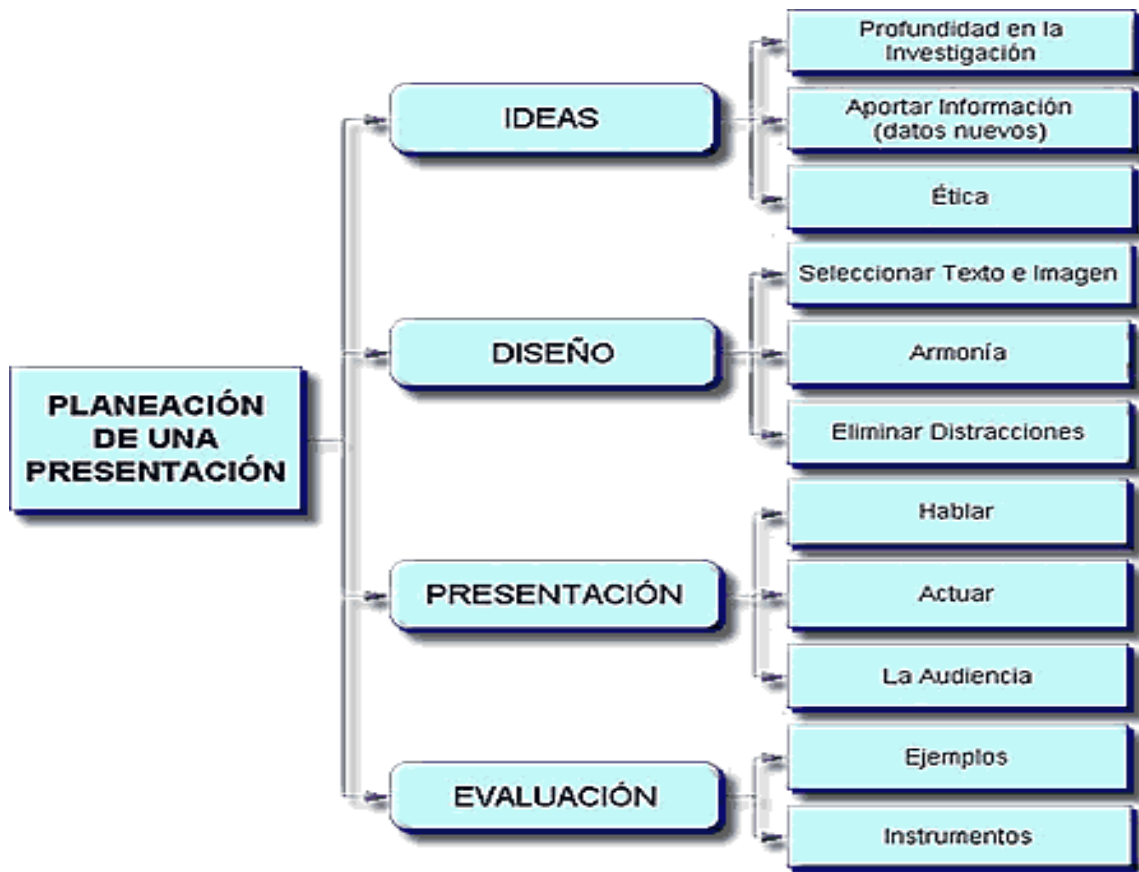 PLANEACIÓN
DE UNA
PRESENTACIÓN
IDEAS
Profundidad en la
Investigación
Aportar Información
(datos nuevos)
Ética
DISEÑO
Seleccionar Texto e Imagen
Armonía
Eliminar Distracciones
PRESENTACIÓN
Hablar
Actuar
La Audiencia
EVALUACIÓN
Ejemplos
Instrumentos